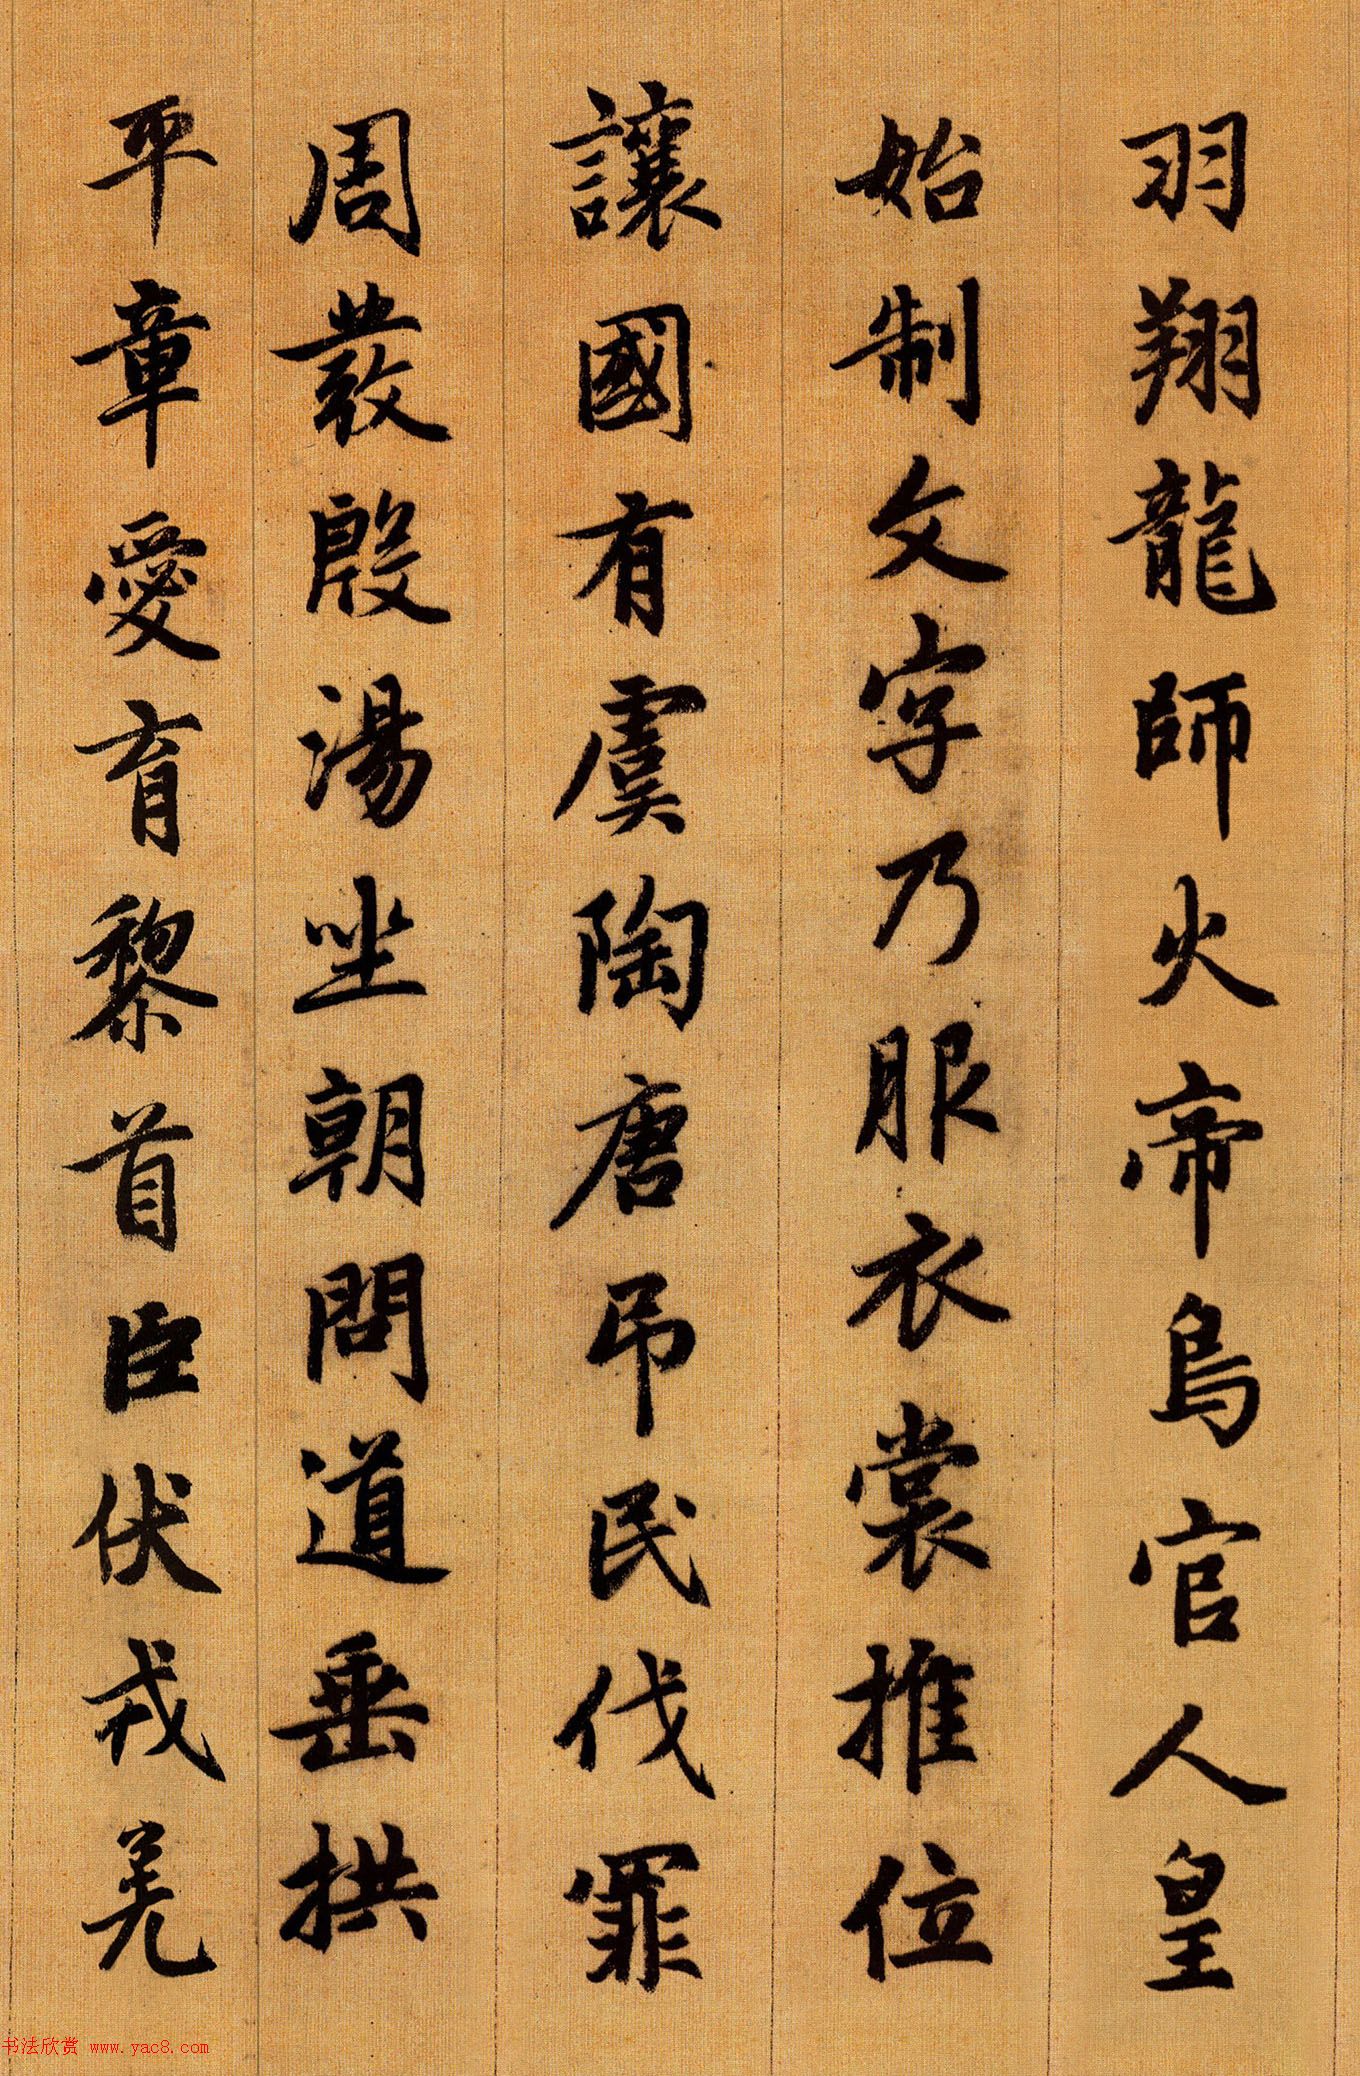 羽翔龍師火帝鳥官人皇
始制文字乃服衣裳推位
讓國有虞陶唐吊民伐罪
周發殷湯坐朝問道垂拱
平章愛育黎首臣伏戎羌
书法欣赏 www.yac8.com